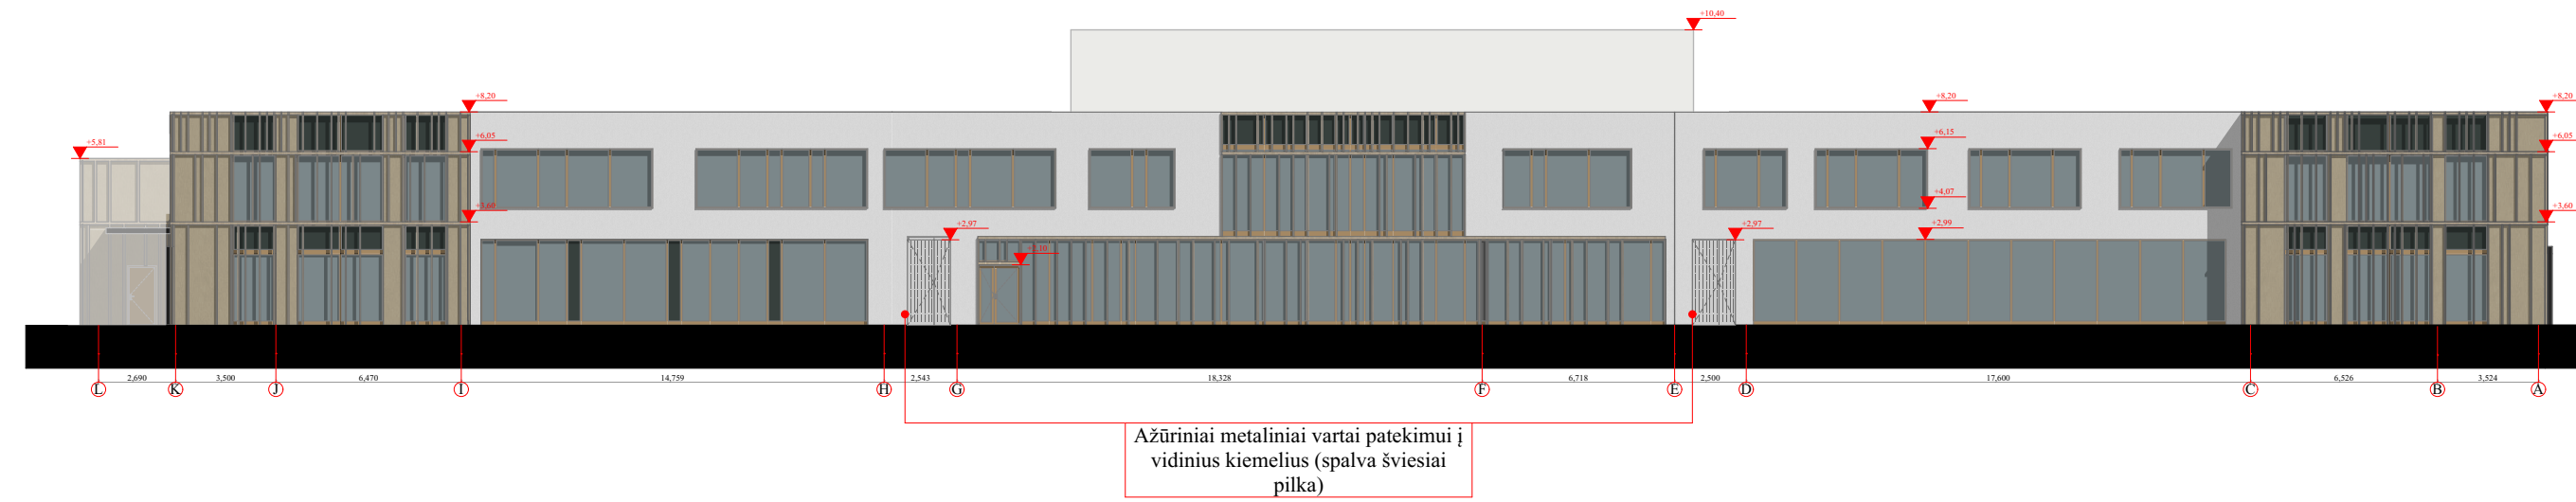 +10,40
+8,20
+8,20
+8,20
+6,05
+6,15
+6,05
+5,81
+3,60
+4,07
+3,60
+2,97
+2,97
+2,99
+2,10
2,690
3,500
6,470
14,759
2,543
18,328
6,718
2,500
17,600
6,526
3,524
L
K
J
I
H
G
F
E
D
C
B
A
Ažūriniai metaliniai vartai patekimui į
vidinius kiemelius (spalva šviesiai
pilka)